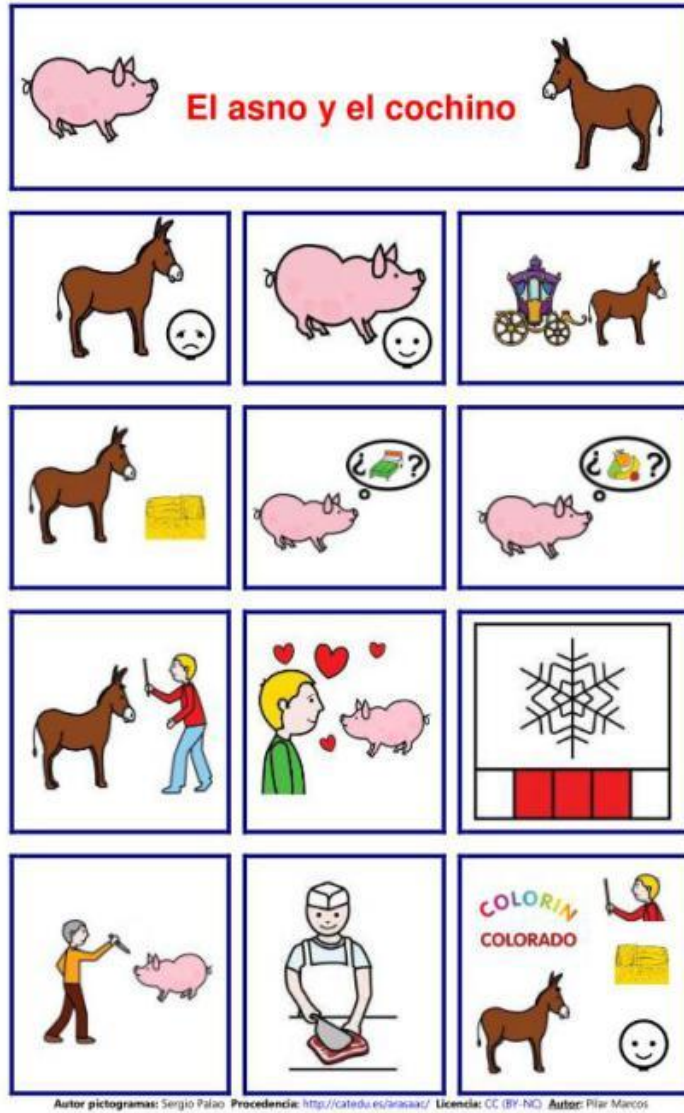 El asno y el cochino
¿ ?
¿ ?
COLORIN
COLORADO
Autor pictogramas: Sergio Palao Procedencia: http://catedu.es/arasaac/ Licencia: CC (BY-NC) Autor: Pilar Marcos